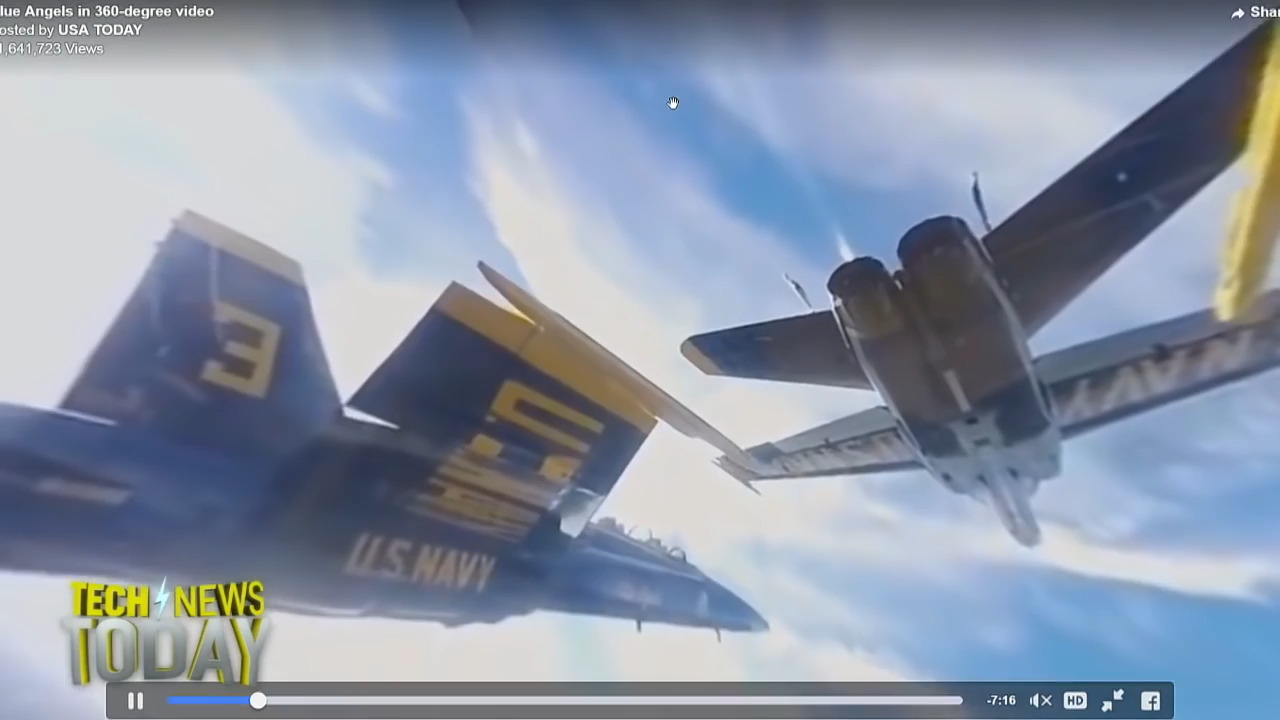 lue Angels in 360-degree video
osted by USA TODAY
1,641,723 Views
Shar
3
U.S. NAVY
NAVY
TECH NEWS
TODAY
-7:16
HD
f